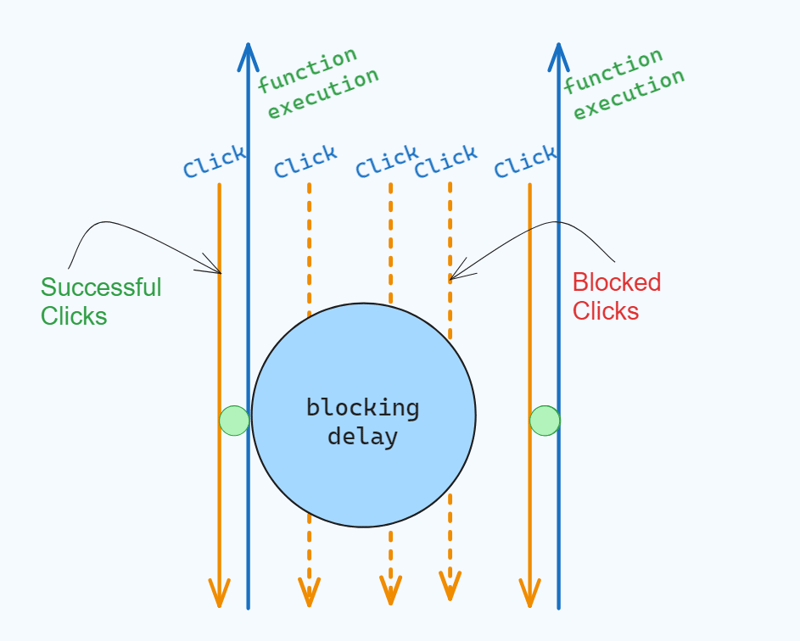 function
execution
function
execution
Click
Click
Click
Click
Click
Successful
Clicks
Blocked
Clicks
blocking
delay